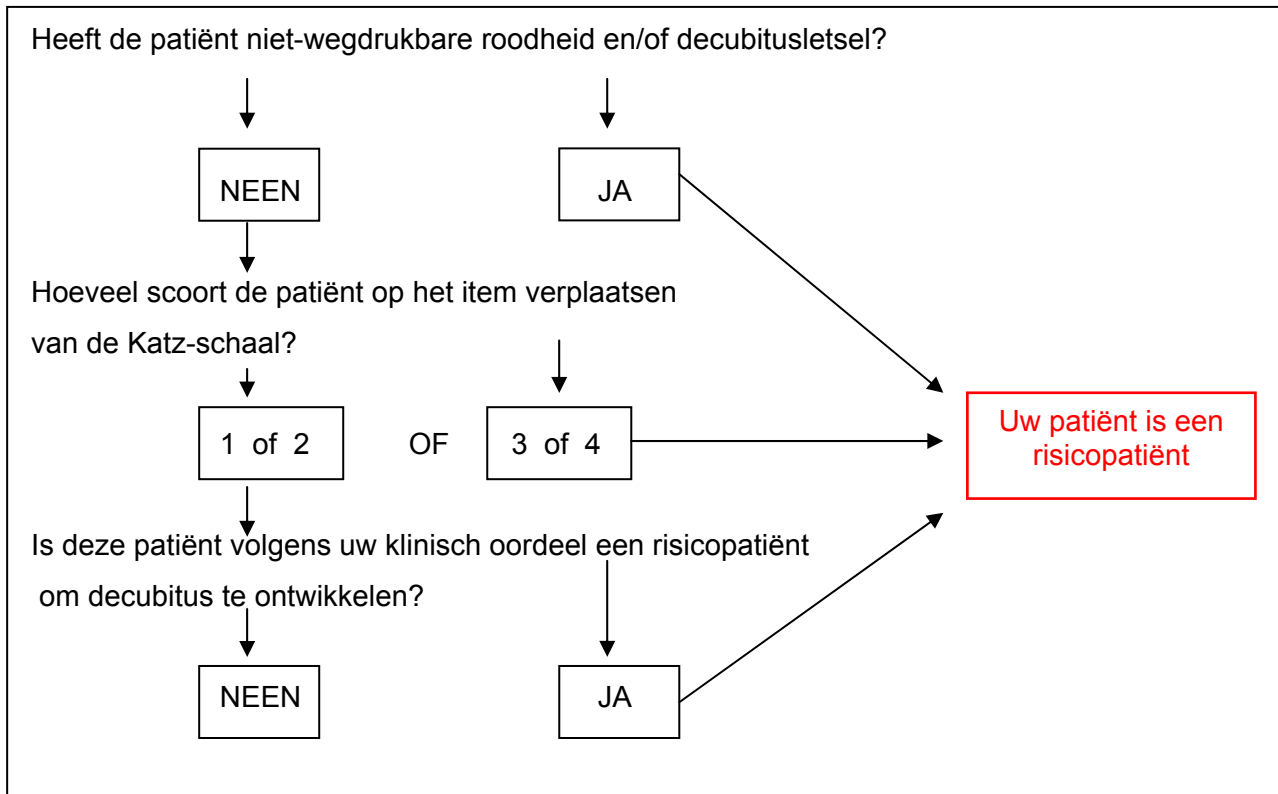 Heeft de patiënt niet-wegdrukbare roodheid en/of decubitusletsel?
NEEN
JA
Hoeveel scoort de patiënt op het item verplaatsen
van de Katz-schaal?
1 of 2
OF
3 of 4
Uw patiënt is een
risicopatiënt
Is deze patiënt volgens uw klinisch oordeel een risicopatiënt
om decubitus te ontwikkelen?
NEEN
JA